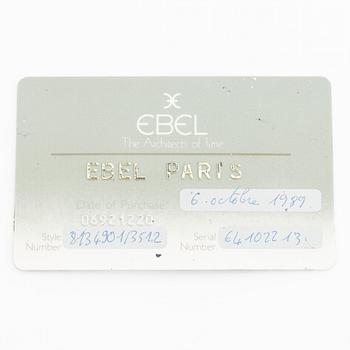 EBEL
The Architects of Time
EBEL PARIS
Date of Purchase 6. octobre 1989.
06921220
Style Number 8134901/3512 Serial Number 64102213.